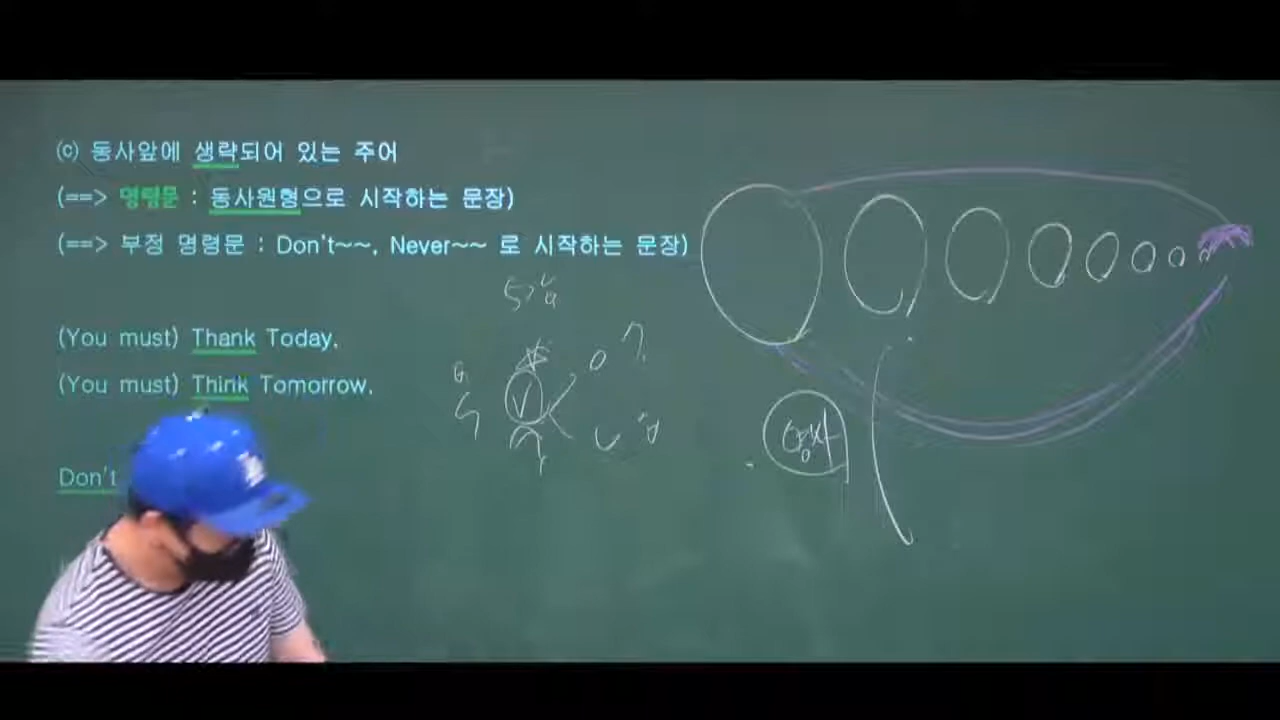 (c) 동사앞에 생략되어 있는 주어
(==> 명령문 : 동사원형으로 시작하는 문장)
(==> 부정 명령문 : Don't~~, Never~~ 로 시작하는 문장)
(You must) Thank Today.
(You must) Think Tomorrow.
Don't
V